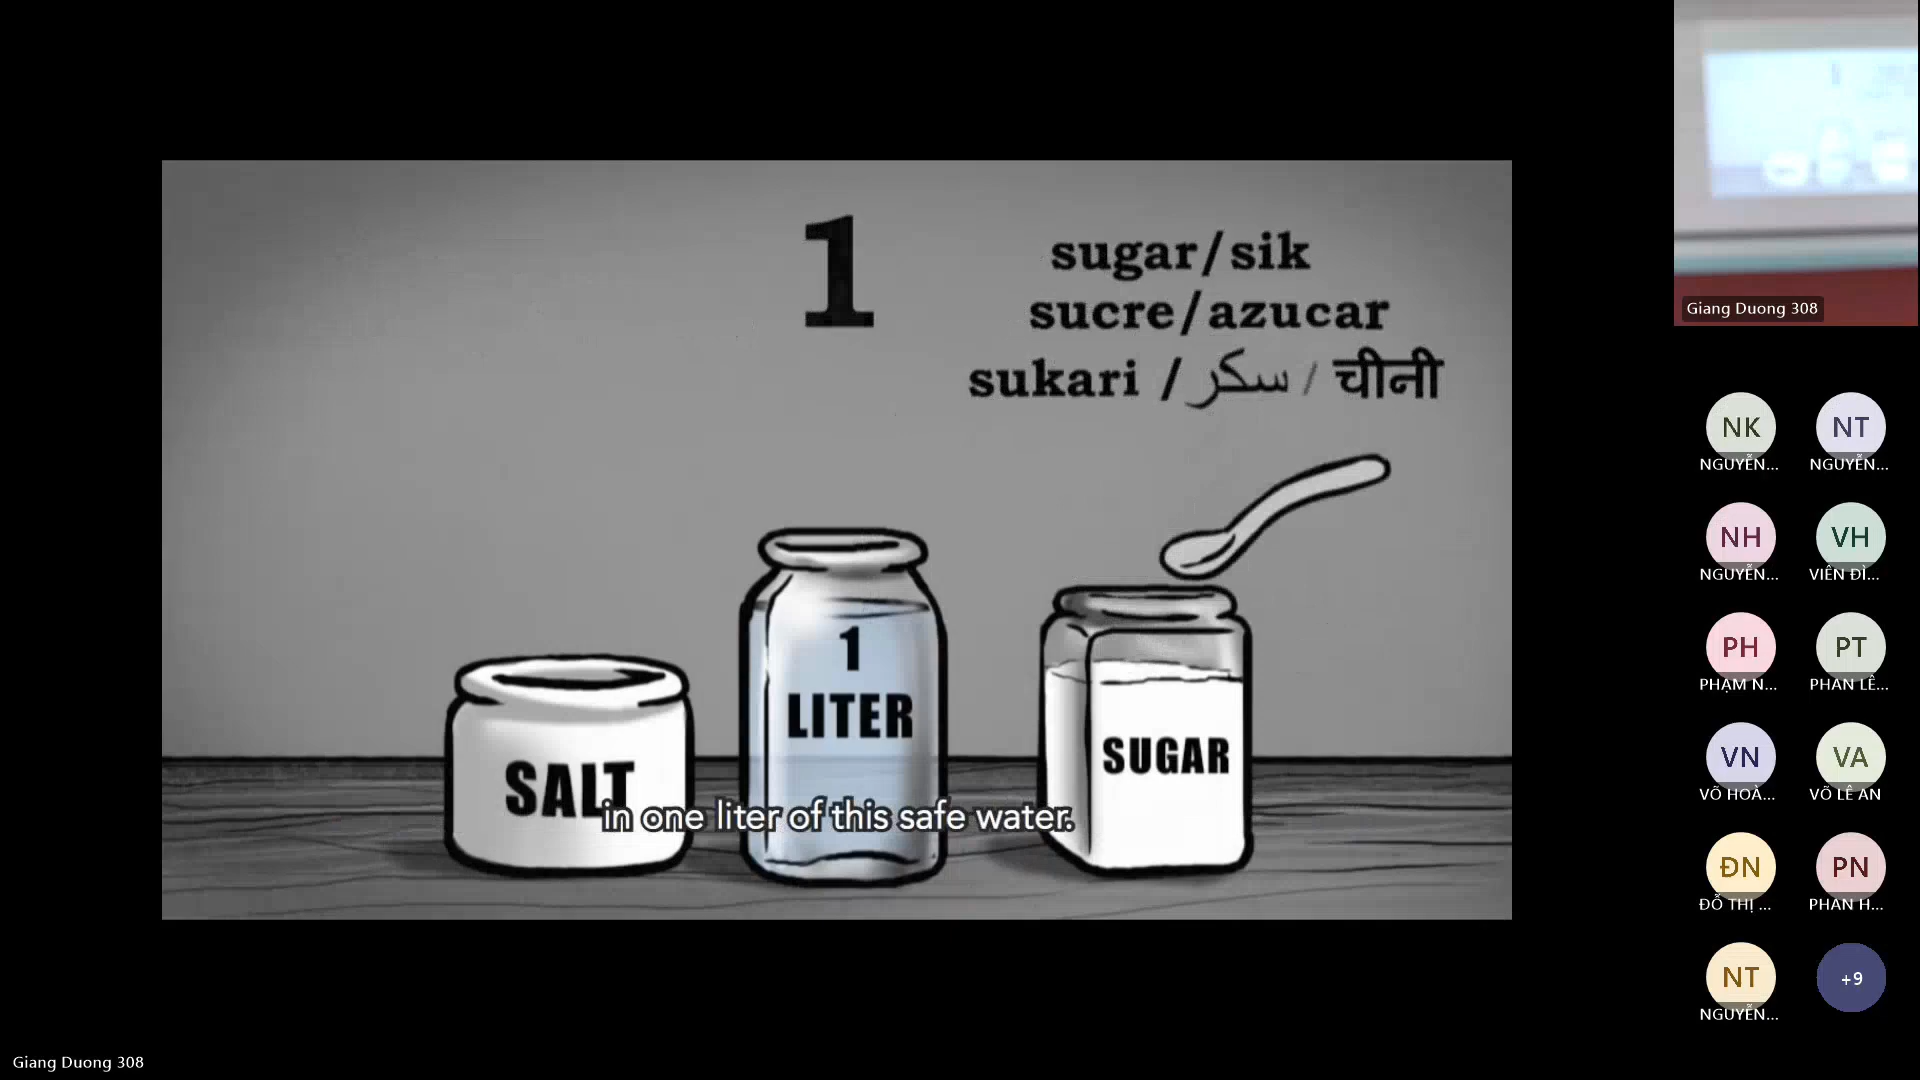 1
sugar/sik
sucre/azucar
sukari / سكر / चीनी
1
LITER
SALT
SUGAR
in one liter of this safe water.
Giang Duong 308
NK
NGUYỄN...
NT
NGUYỄN...
NH
NGUYỄN...
VH
VIÊN ĐÌ...
PH
PHẠM N...
PT
PHAN LÊ...
VN
VÕ HOÀ...
VA
VÕ LÊ AN
ĐN
ĐỖ THỊ ...
PN
PHAN H...
NT
NGUYỄN...
+9
Giang Duong 308